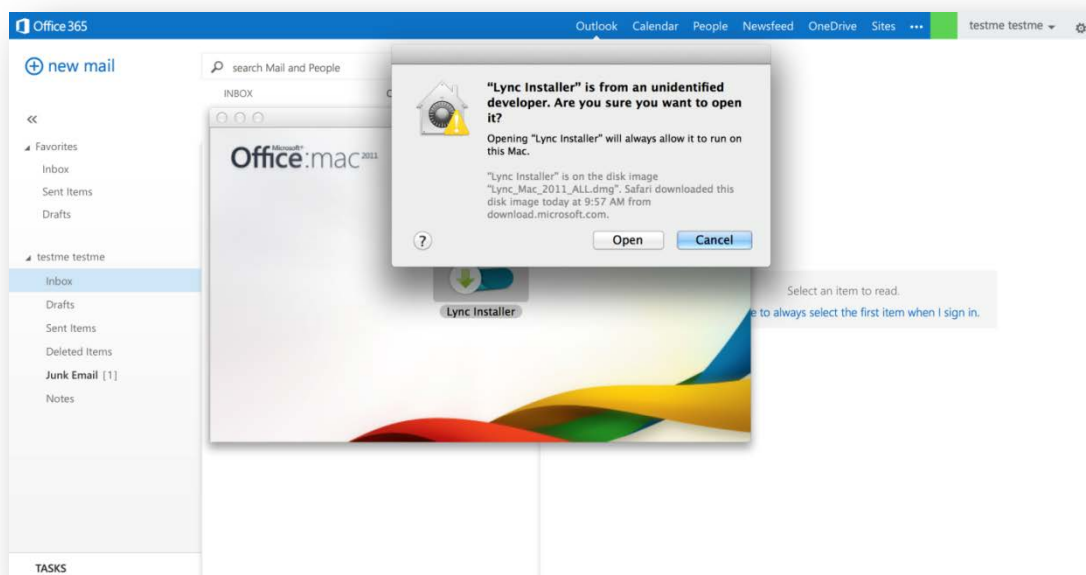 Office 365
Outlook Calendar People Newsfeed OneDrive Sites ••• testme testme
new mail
search Mail and People
INBOX
«
Favorites
Inbox
Sent Items
Drafts
testme testme
Inbox
Drafts
Sent Items
Deleted Items
Junk Email [1]
Notes
TASKS
Microsoft®
Office:mac 2011
Lync Installer
"Lync Installer" is from an unidentified
developer. Are you sure you want to open
it?
Opening "Lync Installer" will always allow it to run on
this Mac.
"Lync Installer" is on the disk image
"Lync_Mac_2011_ALL.dmg". Safari downloaded this
disk image today at 9:57 AM from
download.microsoft.com.
?
Open Cancel
Select an item to read.
e to always select the first item when I sign in.